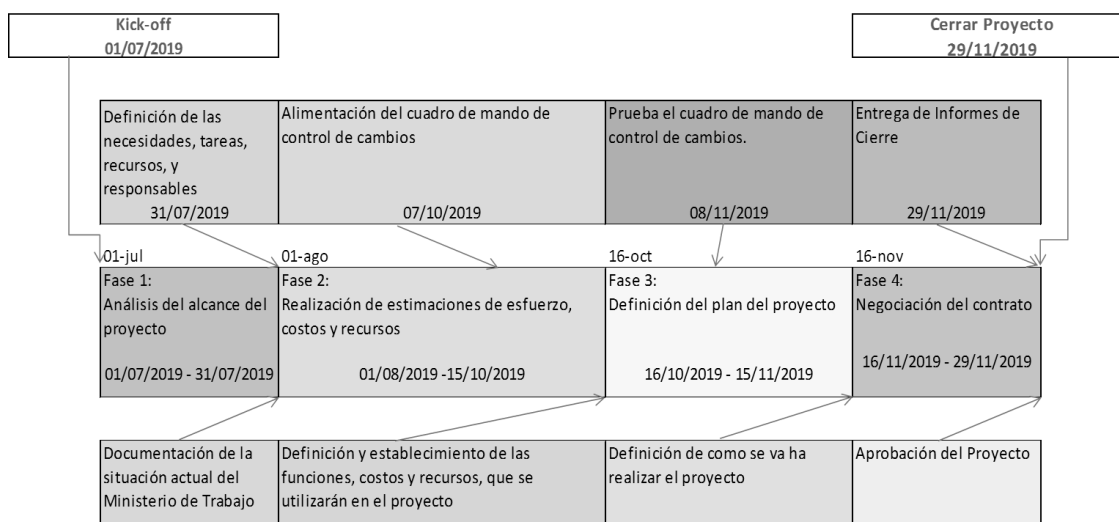 Kick-off
01/07/2019
Cerrar Proyecto
29/11/2019
Definición de las
necesidades, tareas,
recursos, y
responsables
31/07/2019
Alimentación del cuadro de mando de
control de cambios
07/10/2019
Prueba el cuadro de mando de
control de cambios.
08/11/2019
Entrega de Informes de
Cierre
29/11/2019
01-jul
01-ago
16-oct
16-nov
Fase 1:
Análisis del alcance del
proyecto
01/07/2019 - 31/07/2019
Fase 2:
Realización de estimaciones de esfuerzo,
costos y recursos
01/08/2019 -15/10/2019
Fase 3:
Definición del plan del proyecto
16/10/2019 - 15/11/2019
Fase 4:
Negociación del contrato
16/11/2019 - 29/11/2019
Documentación de la
situación actual del
Ministerio de Trabajo
Definición y establecimiento de las
funciones, costos y recursos, que se
utilizarán en el proyecto
Definición de como se va ha
realizar el proyecto
Aprobación del Proyecto